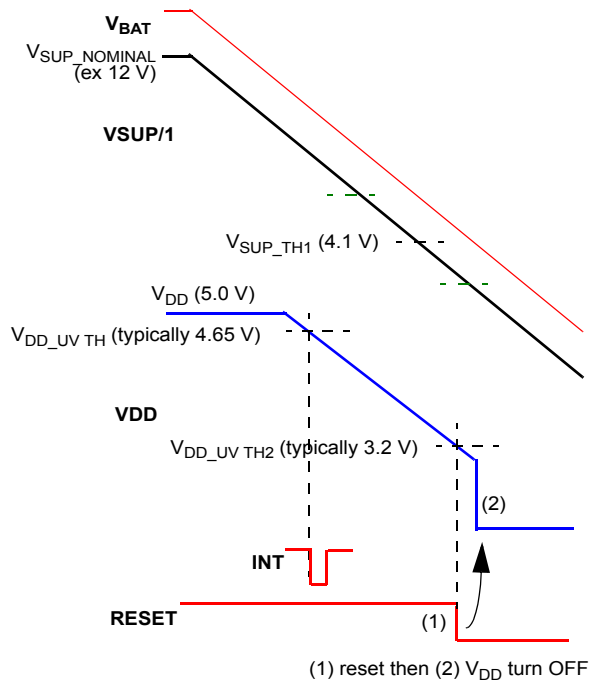 VBAT
VSUP_NOMINAL
(ex 12 V)
VSUP/1
VSUP_TH1 (4.1 V)
VDD (5.0 V)
VDD_UV TH (typically 4.65 V)
VDD
VDD_UV TH2 (typically 3.2 V)
(2)
INT
RESET
(1)
(1) reset then (2) VDD turn OFF